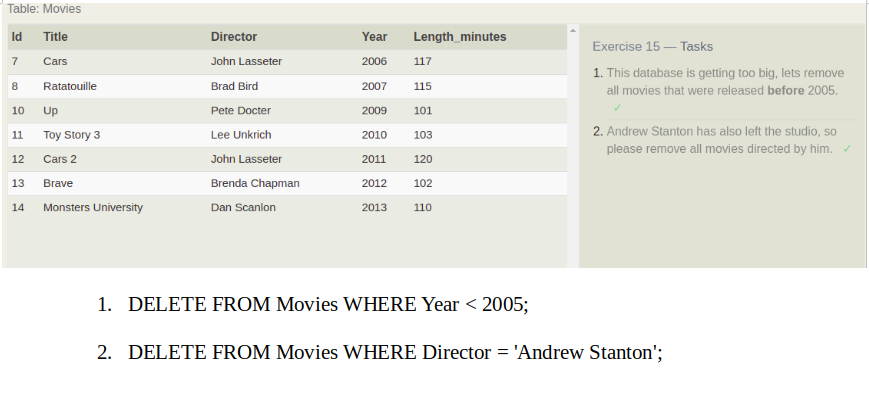 Table: Movies
Id Title Director Year Length_minutes
7 Cars John Lasseter 2006 117
8 Ratatouille Brad Bird 2007 115
10 Up Pete Docter 2009 101
11 Toy Story 3 Lee Unkrich 2010 103
12 Cars 2 John Lasseter 2011 120
13 Brave Brenda Chapman 2012 102
14 Monsters University Dan Scanlon 2013 110
Exercise 15 — Tasks
1. This database is getting too big, lets remove
all movies that were released before 2005.
✓
2. Andrew Stanton has also left the studio, so
please remove all movies directed by him. ✓
1. DELETE FROM Movies WHERE Year < 2005;
2. DELETE FROM Movies WHERE Director = 'Andrew Stanton';